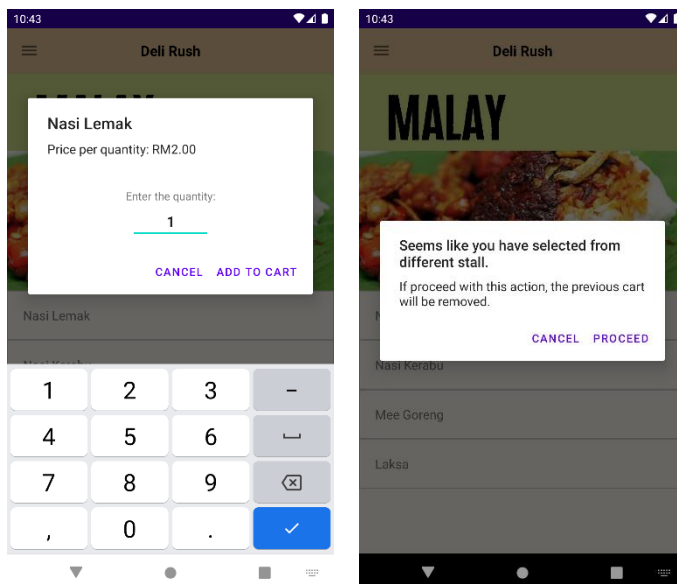 10:43
Deli Rush
Nasi Lemak
Price per quantity: RM2.00
Enter the quantity:
1
CANCEL ADD TO CART
Nasi Lemak
1 2 3 -
4 5 6
7 8 9
, 0 .
10:43
Deli Rush
MALAY
Seems like you have selected from
different stall.
If proceed with this action, the previous cart
will be removed.
CANCEL PROCEED
Nasi Kerabu
Mee Goreng
Laksa